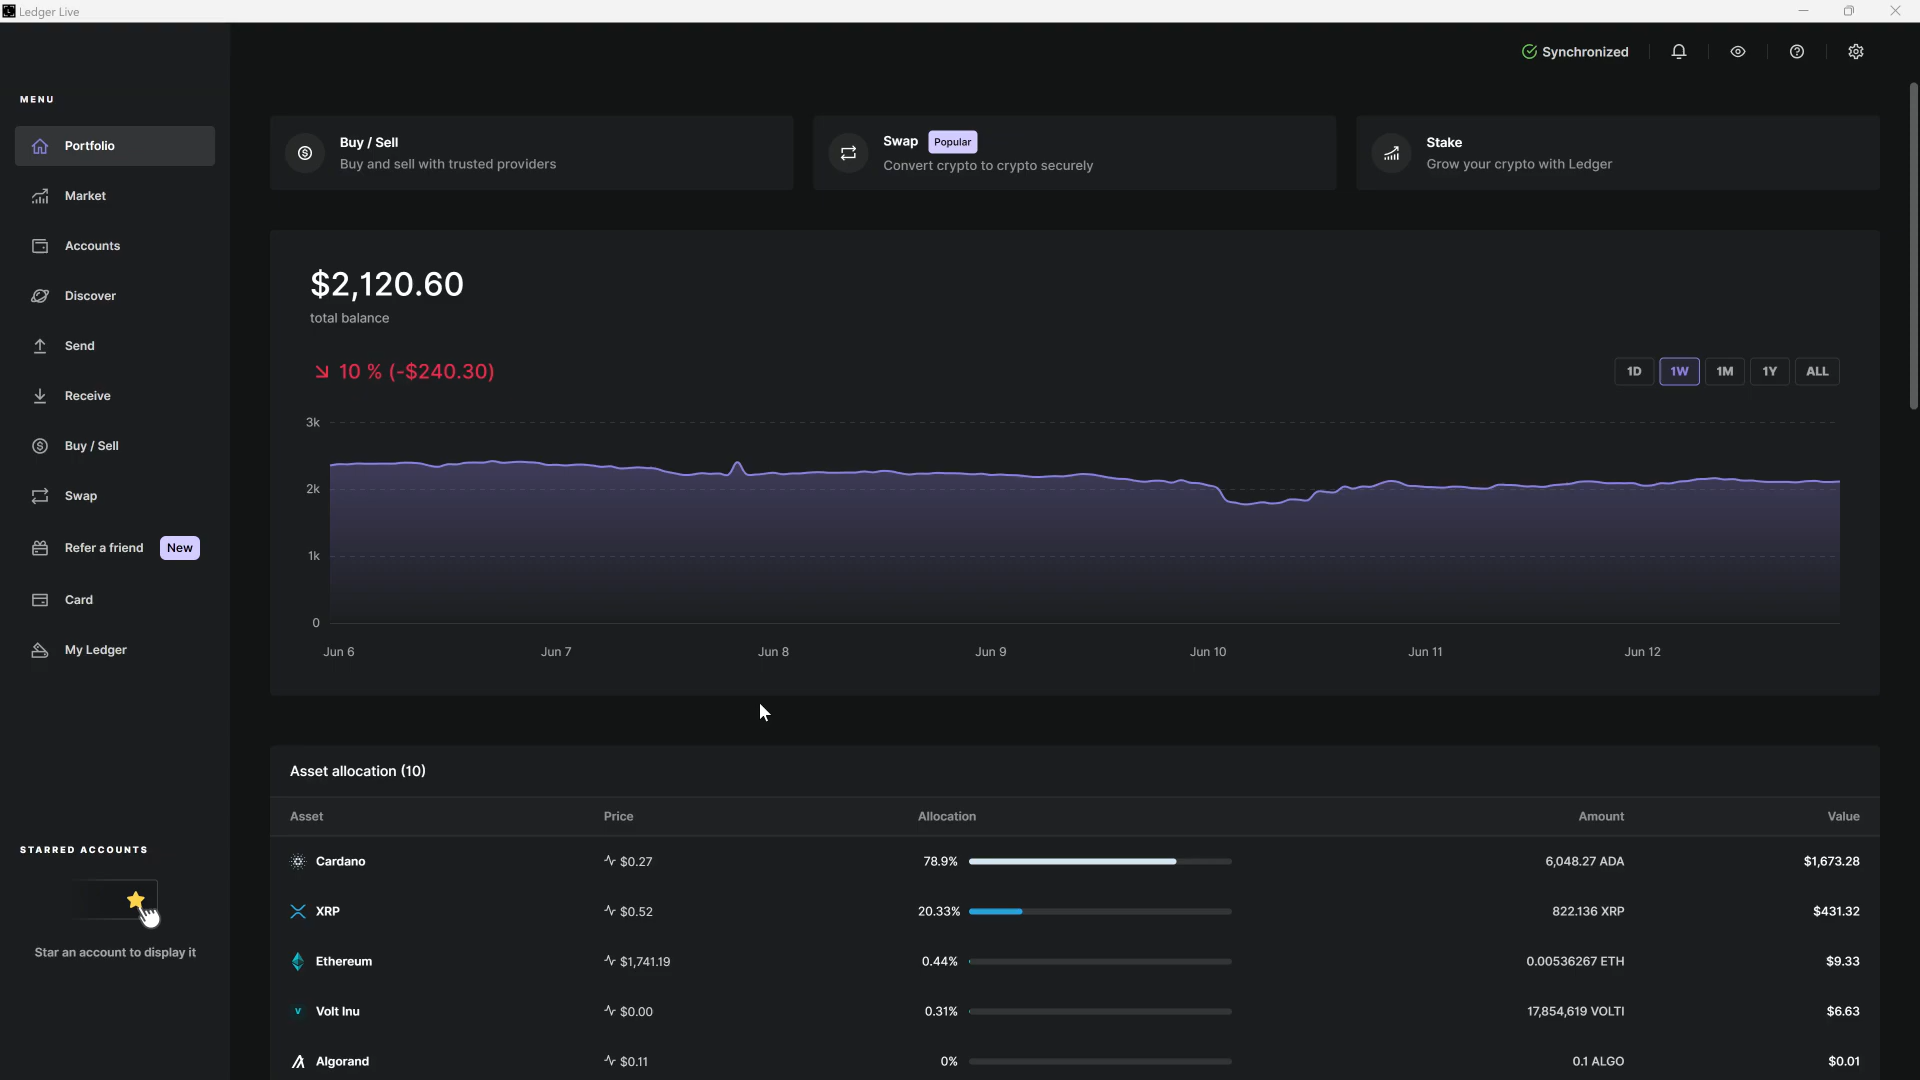 Ledger Live
Synchronized
MENU
Portfolio
Market
Accounts
Discover
Send
Receive
Buy / Sell
Swap
Refer a friend New
Card
My Ledger
STARRED ACCOUNTS
Star an account to display it
Buy / Sell
Buy and sell with trusted providers
Swap Popular
Convert crypto to crypto securely
Stake
Grow your crypto with Ledger
$2,120.60
total balance
10 % (-$240.30)
1D 1W 1M 1Y ALL
3k
2k
1k
0
Jun 6 Jun 7 Jun 8 Jun 9 Jun 10 Jun 11 Jun 12
Asset allocation (10)
Asset Price Allocation Amount Value
Cardano $0.27 78.9% 6,048.27 ADA $1,673.28
XRP $0.52 20.33% 822.136 XRP $431.32
Ethereum $1,741.19 0.44% 0.00536267 ETH $9.33
V Volt Inu $0.00 0.31% 17,854,619 VOLTI $6.63
Algorand $0.11 0% 0.1 ALGO $0.01